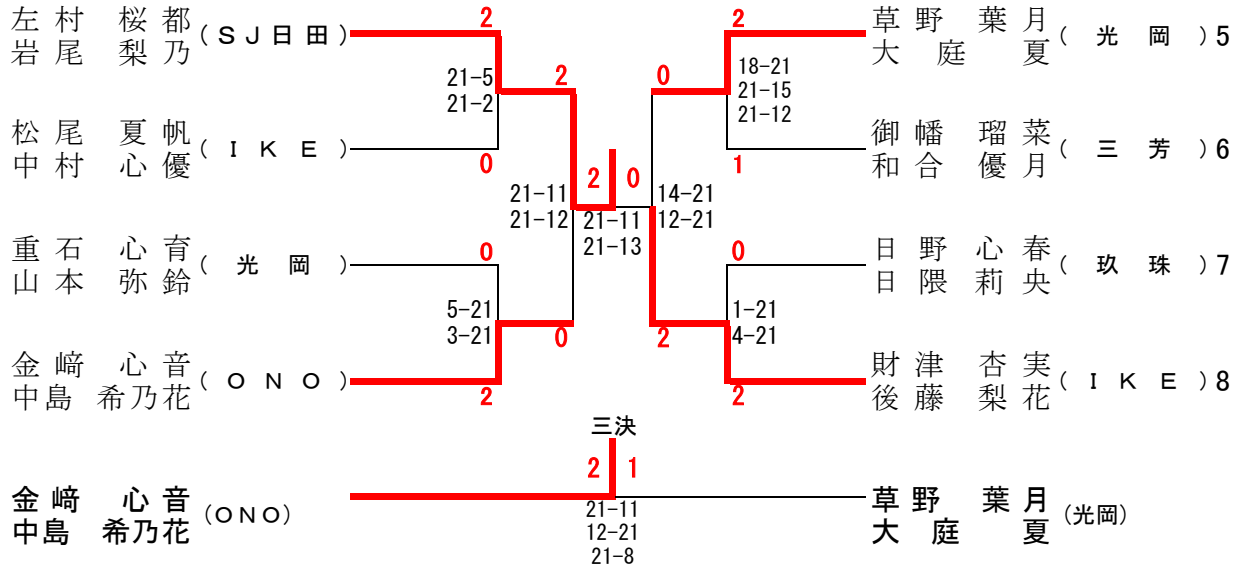 左村 桜都
岩尾 梨乃
(SJ日田)
2
2
草野 葉月
大庭 夏
(光岡)5
21-5
21-2
2
0
18-21
21-15
21-12
松尾 夏帆
中村 心優
(IKE)
0
1
御幡 瑠菜
和合 優月
(三芳)6
21-11
21-12
2
0
21-11
21-13
14-21
12-21
重石 心育
山本 弥鈴
(光岡)
0
0
日野 心春
日隈 莉央
(玖珠)7
5-21
3-21
0
2
1-21
4-21
金﨑 心音
中島 希乃花
(ONO)
2
2
財津 杏実
後藤 梨花
(IKE)8
三決
2
1
金﨑 心音
中島 希乃花
(ONO)
21-11
12-21
21-8
草野 葉月
大庭 夏
(光岡)